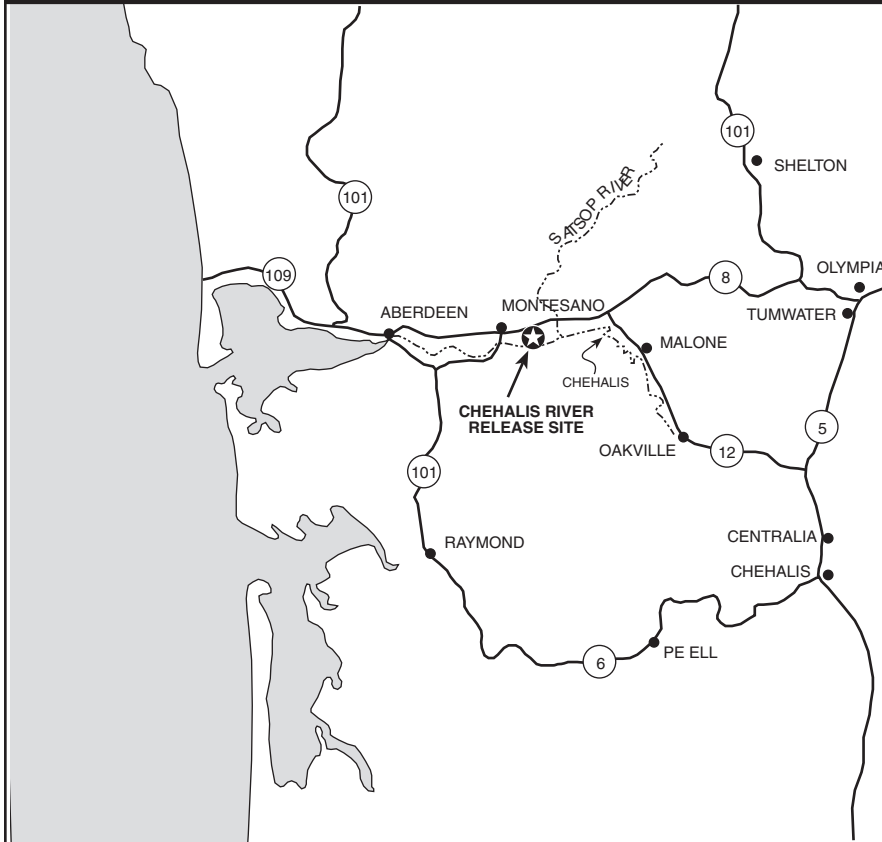 101
SHELTON
SATSOP RIVER
101
109
8
OLYMPIA
ABERDEEN
MONTESANO
TUMWATER
MALONE
CHEHALIS
CHEHALIS RIVER
RELEASE SITE
5
OAKVILLE
12
101
CENTRALIA
RAYMOND
CHEHALIS
PE ELL
6